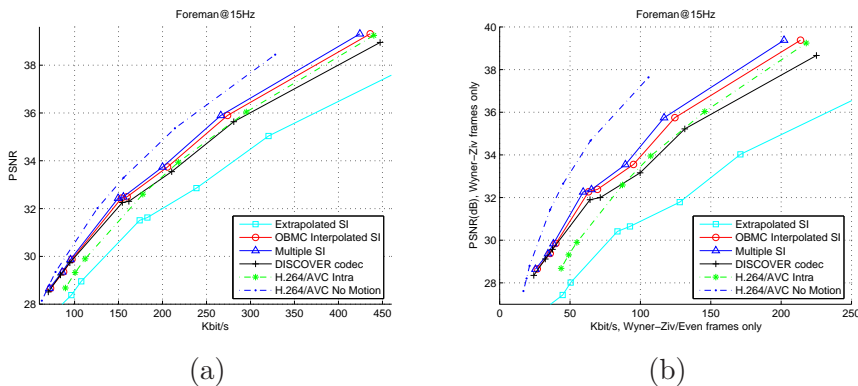 Foreman@15Hz
38
36
34
32
30
28
PSNR
100 150 200 250 300 350 400 450
Kbit/s
Extrapolated SI
OBMC Interpolated SI
Multiple SI
DISCOVER codec
H.264/AVC Intra
H.264/AVC No Motion
(a)
Foreman@15Hz
40
38
36
34
32
30
28
PSNR(dB), Wyner-Ziv frames only
0 50 100 150 200 250
Kbit/s, Wyner-Ziv/Even frames only
Extrapolated SI
OBMC Interpolated SI
Multiple SI
DISCOVER codec
H.264/AVC Intra
H.264/AVC No Motion
(b)